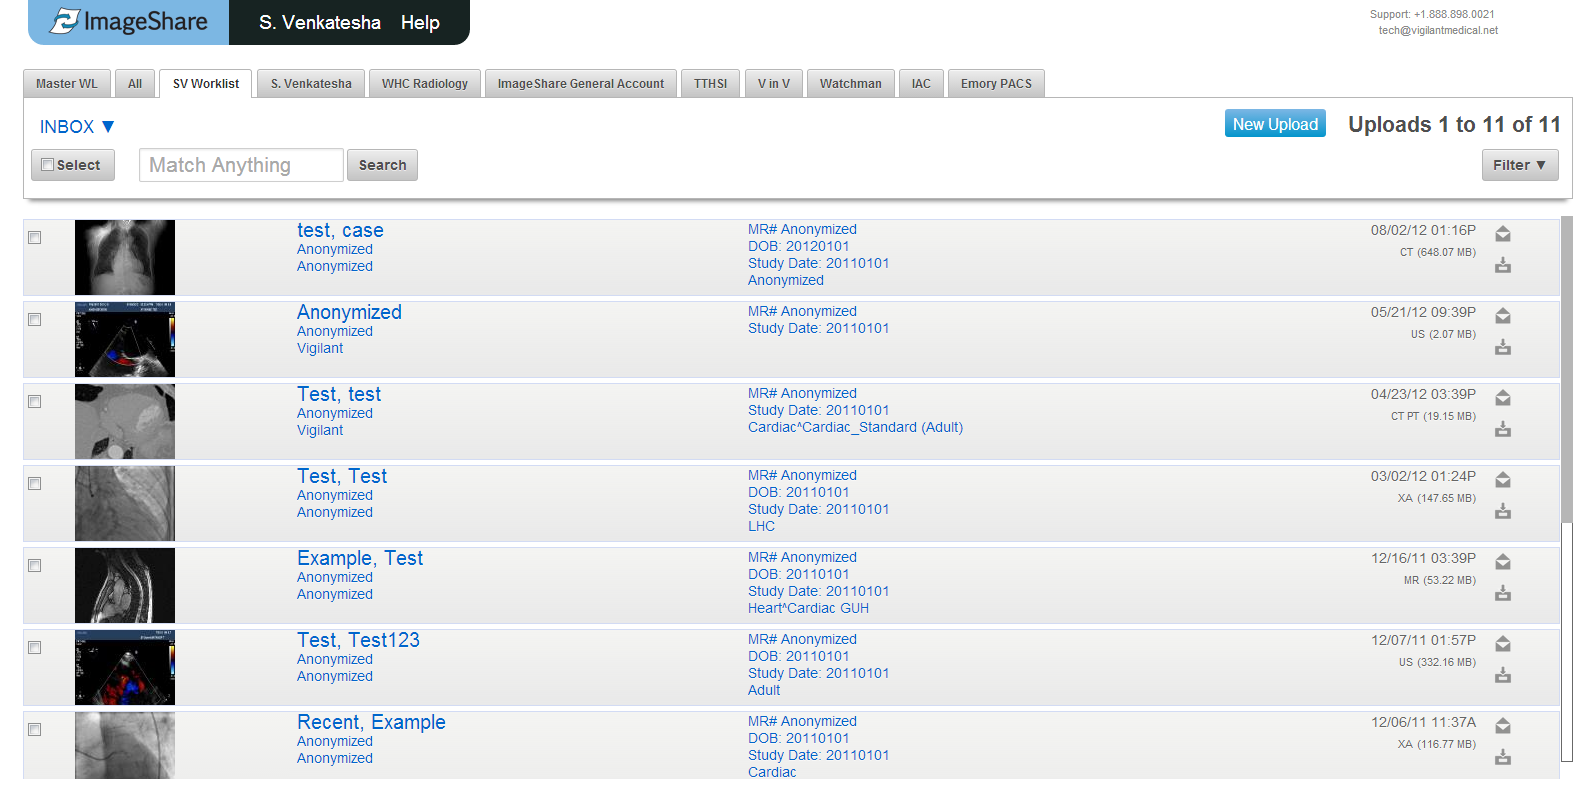 ImageShare S. Venkatesha Help
Support: +1.888.898.0021
tech@vigilantmedical.net
Master WL All SV Worklist S. Venkatesha WHC Radiology ImageShare General Account TTHSI V in V Watchman IAC Emory PACS
INBOX ▼ New Upload Uploads 1 to 11 of 11
Select Match Anything Search Filter ▼
test, case
Anonymized
Anonymized
MR# Anonymized
DOB: 20120101
Study Date: 20110101
Anonymized
08/02/12 01:16P
CT (648.07 MB)
Anonymized
Anonymized
Vigilant
MR# Anonymized
Study Date: 20110101
05/21/12 09:39P
US (2.07 MB)
Test, test
Anonymized
Vigilant
MR# Anonymized
Study Date: 20110101
Cardiac^Cardiac_Standard (Adult)
04/23/12 03:39P
CT PT (19.15 MB)
Test, Test
Anonymized
Anonymized
MR# Anonymized
DOB: 20110101
Study Date: 20110101
LHC
03/02/12 01:24P
XA (147.65 MB)
Example, Test
Anonymized
Anonymized
MR# Anonymized
DOB: 20110101
Study Date: 20110101
Heart^Cardiac GUH
12/16/11 03:39P
MR (53.22 MB)
Test, Test123
Anonymized
Anonymized
MR# Anonymized
DOB: 20110101
Study Date: 20110101
Adult
12/07/11 01:57P
US (332.16 MB)
Recent, Example
Anonymized
Anonymized
MR# Anonymized
DOB: 20110101
Study Date: 20110101
Cardiac
12/06/11 11:37A
XA (116.77 MB)